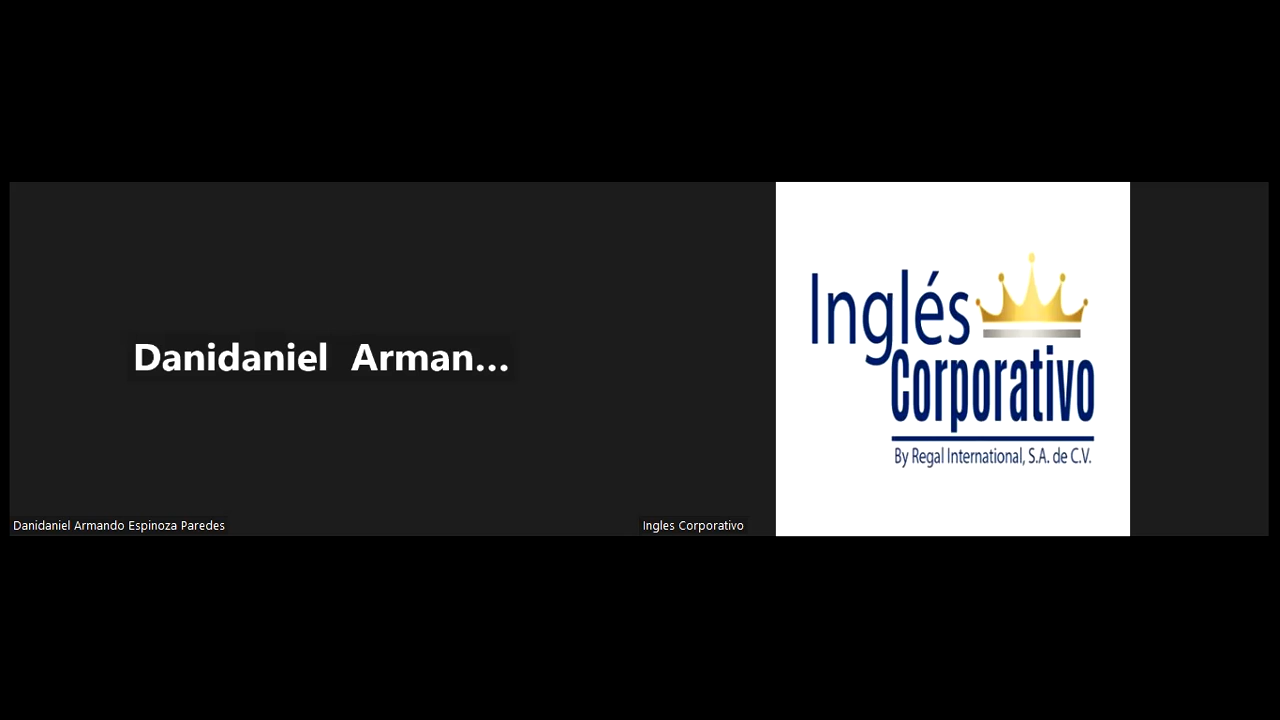 Danidaniel Arman...
Inglés
Corporativo
By Regal International, S.A. de C.V.
Danidaniel Armando Espinoza Paredes
Ingles Corporativo